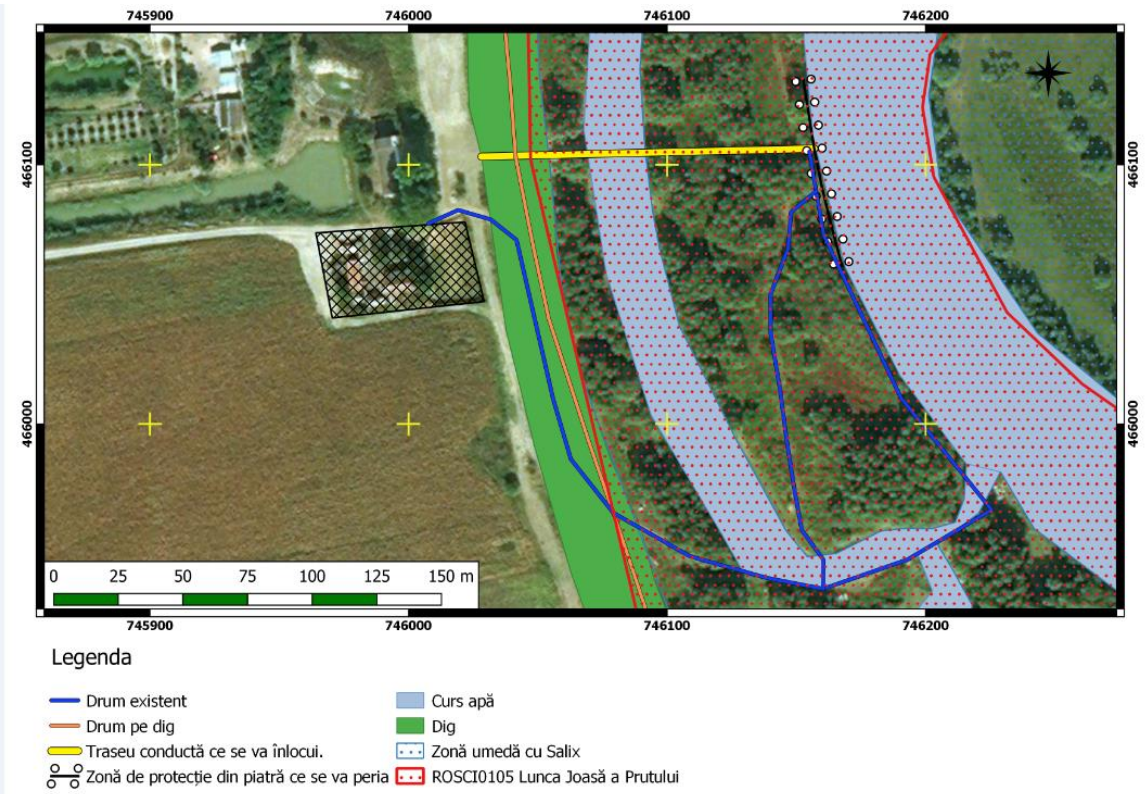 745900 746000 746100 746200
466100 466100
466000 466000
0 25 50 75 100 125 150 m
745900 746000 746100 746200
Legenda
Drum existent
Drum pe dig
Traseu conductă ce se va înlocui.
Zonă de protecție din piatră ce se va peria
Curs apă
Dig
Zonă umedă cu Salix
ROSCI0105 Lunca Joasă a Prutului